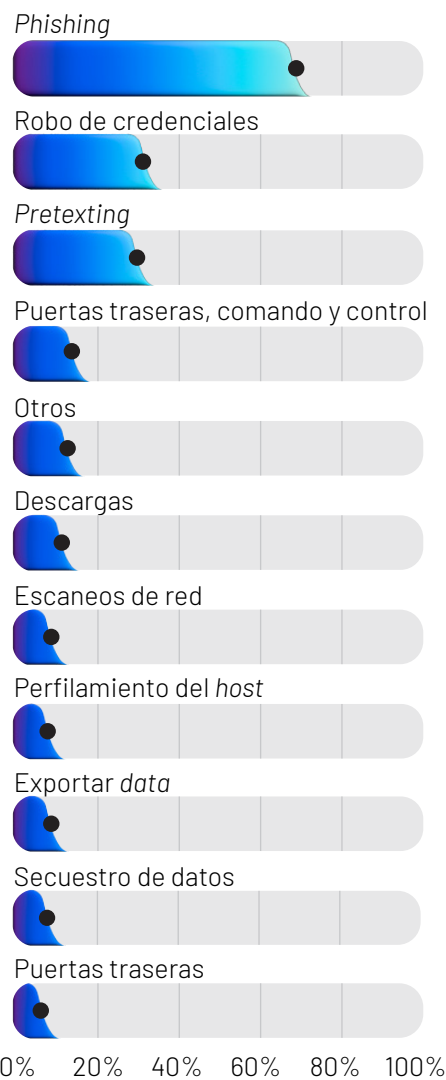 Phishing
Robo de credenciales
Pretexting
Puertas traseras, comando y control
Otros
Descargas
Escaneos de red
Perfilamiento del host
Exportar data
Secuestro de datos
Puertas traseras
0% 20% 40% 60% 80% 100%